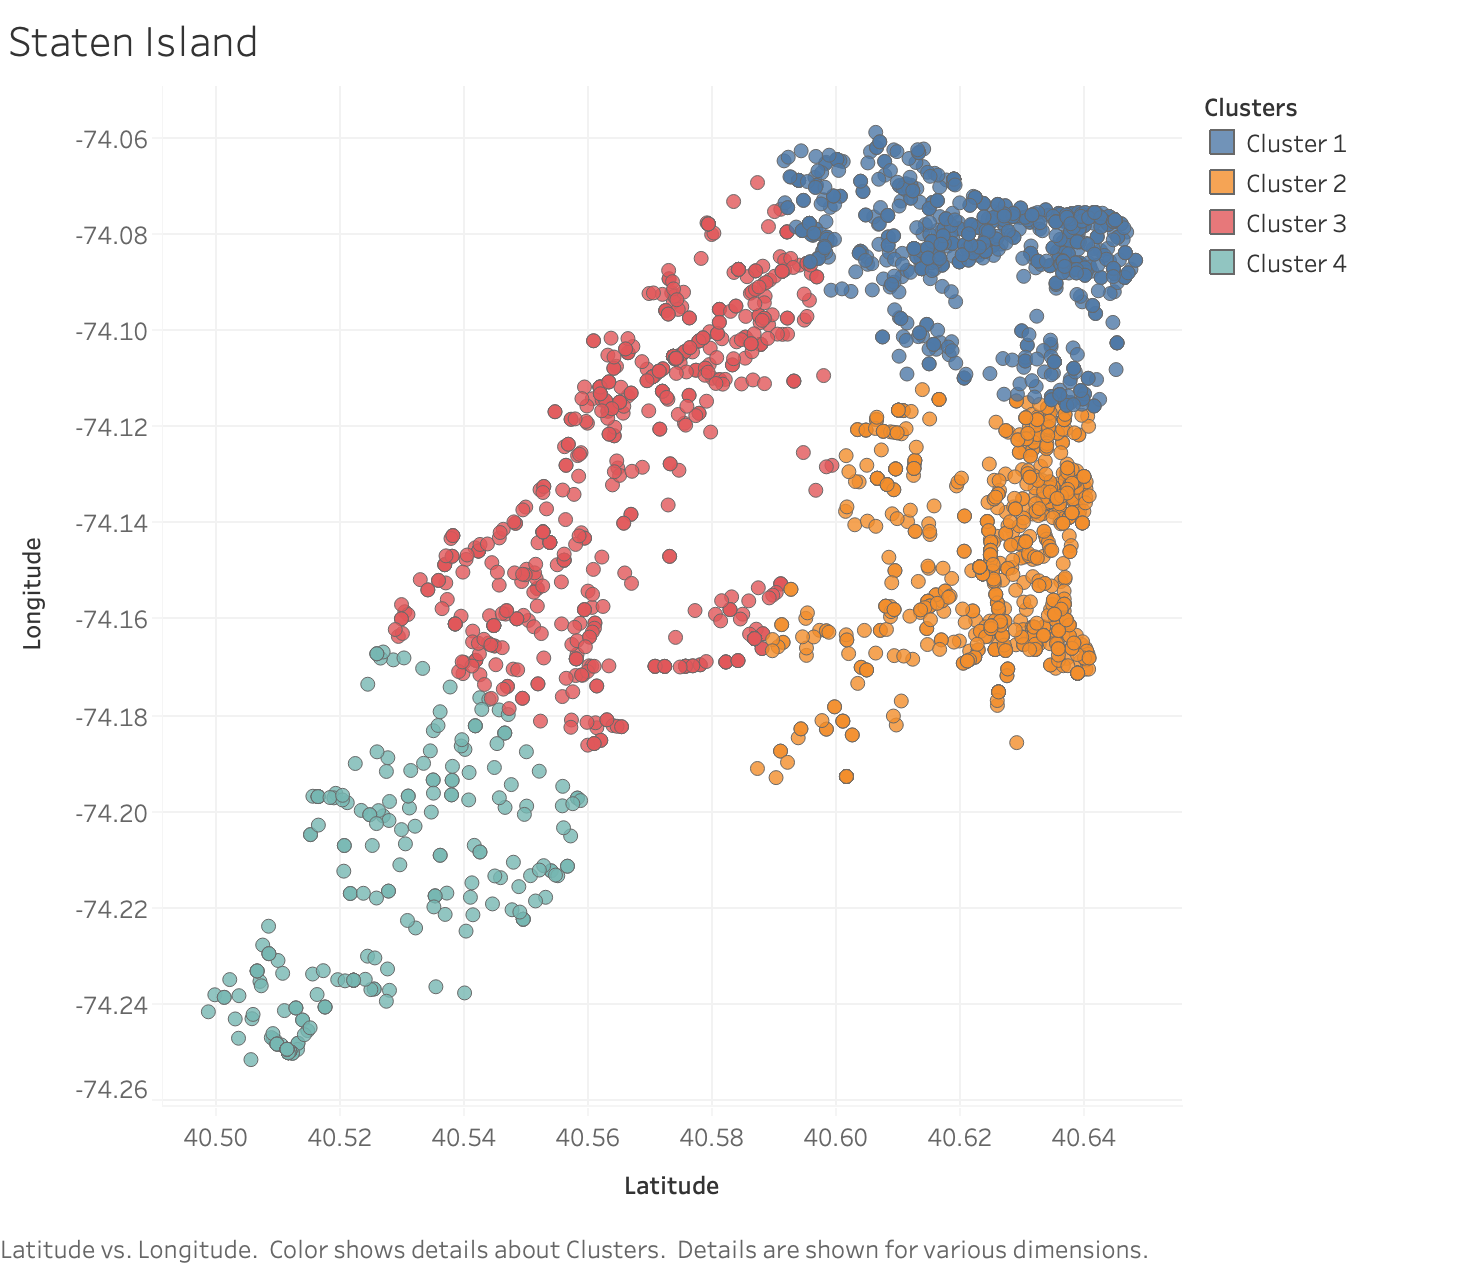 Staten Island
Clusters
Cluster 1
Cluster 2
Cluster 3
Cluster 4
-74.06
-74.08
-74.10
-74.12
-74.14
-74.16
-74.18
-74.20
-74.22
-74.24
-74.26
Longitude
40.50 40.52 40.54 40.56 40.58 40.60 40.62 40.64
Latitude
Latitude vs. Longitude. Color shows details about Clusters. Details are shown for various dimensions.